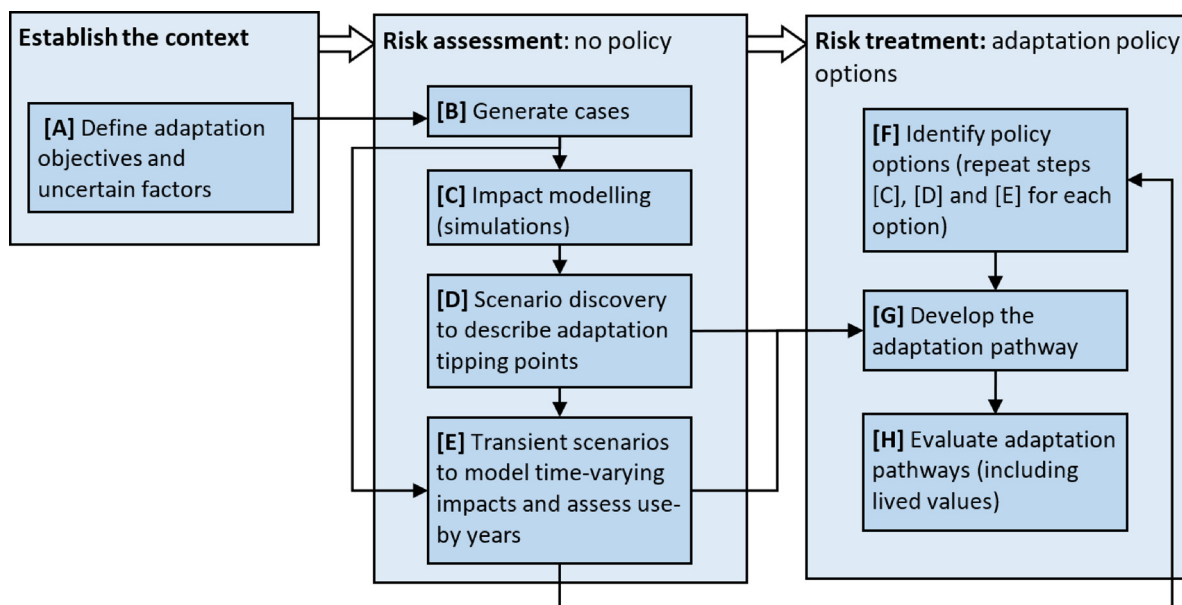 Establish the context
[A] Define adaptation
objectives and
uncertain factors
Risk assessment: no policy
[B] Generate cases
[C] Impact modelling
(simulations)
[D] Scenario discovery
to describe adaptation
tipping points
[E] Transient scenarios
to model time-varying
impacts and assess use-
by years
Risk treatment: adaptation policy
options
[F] Identify policy
options (repeat steps
[C], [D] and [E] for each
option)
[G] Develop the
adaptation pathway
[H] Evaluate adaptation
pathways (including
lived values)